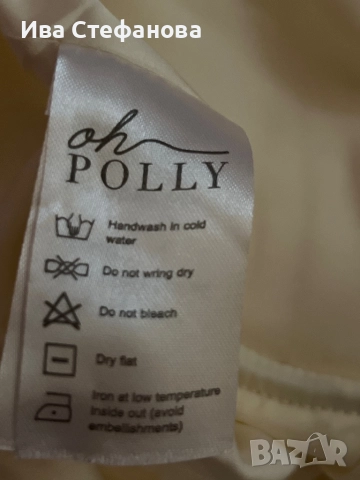 Ива Стефанова
oh
POLLY
Handwash in cold
water
Do not wring dry
Do not bleach
Dry flat
Iron at low temperature
inside out (avoid
embellishments)
BAZAR